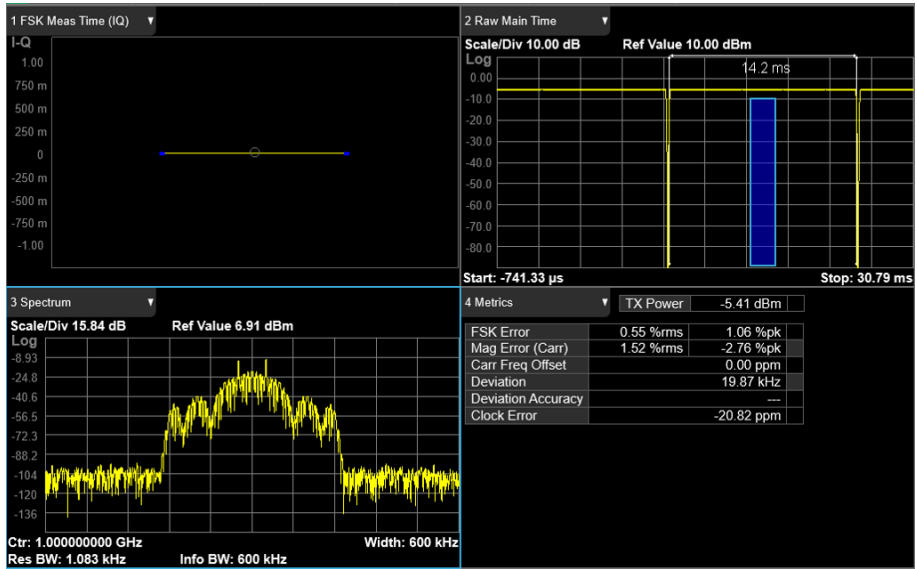 1 FSK Meas Time (IQ) ▼
I-Q
1.00
750 m
500 m
250 m
0
-250 m
-500 m
-750 m
-1.00
2 Raw Main Time ▼
Scale/Div 10.00 dB Ref Value 10.00 dBm
Log
14.2 ms
0.00
-10.0
-20.0
-30.0
-40.0
-50.0
-60.0
-70.0
-80.0
Start: -741.33 µs Stop: 30.79 ms
3 Spectrum ▼
Scale/Div 15.84 dB Ref Value 6.91 dBm
Log
-8.93
-24.8
-40.6
-56.5
-72.3
-88.2
-104
-120
-136
Ctr: 1.000000000 GHz Width: 600 kHz
Res BW: 1.083 kHz Info BW: 600 kHz
4 Metrics ▼ TX Power -5.41 dBm
FSK Error 0.55 %rms 1.06 %pk
Mag Error (Carr) 1.52 %rms -2.76 %pk
Carr Freq Offset 0.00 ppm
Deviation 19.87 kHz
Deviation Accuracy ---
Clock Error -20.82 ppm